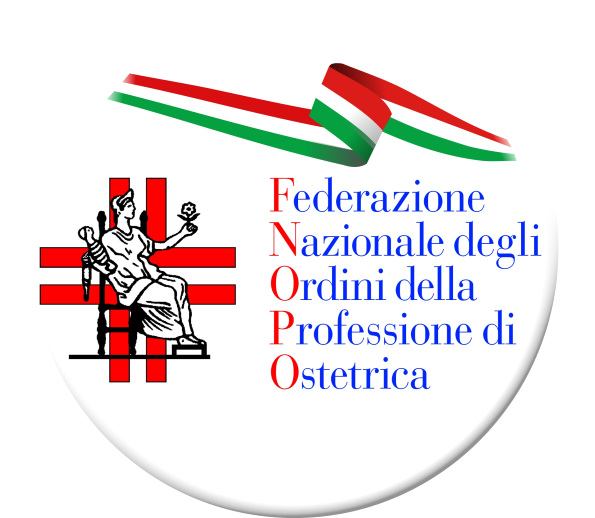 Federazione
Nazionale degli
Ordini della
Professione di
Ostetrica